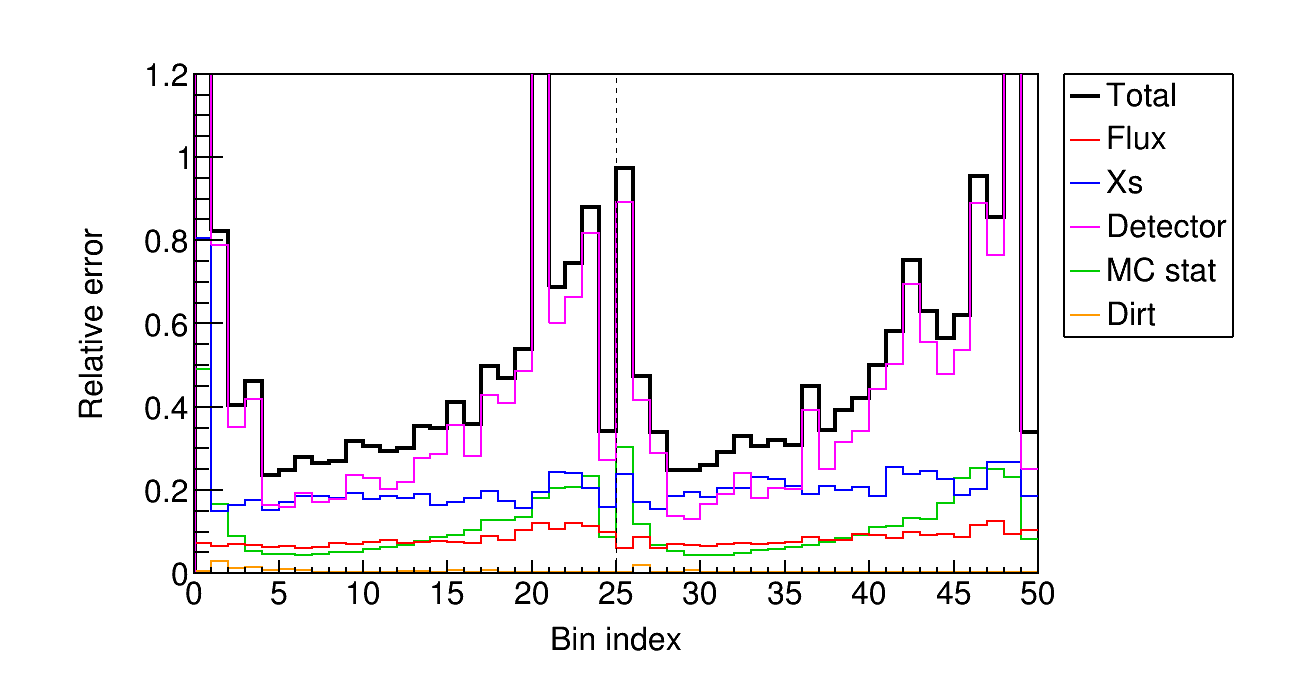 1.2
1
0.8
0.6
0.4
0.2
0
Relative error
0 5 10 15 20 25 30 35 40 45 50
Bin index
Total
Flux
Xs
Detector
MC stat
Dirt